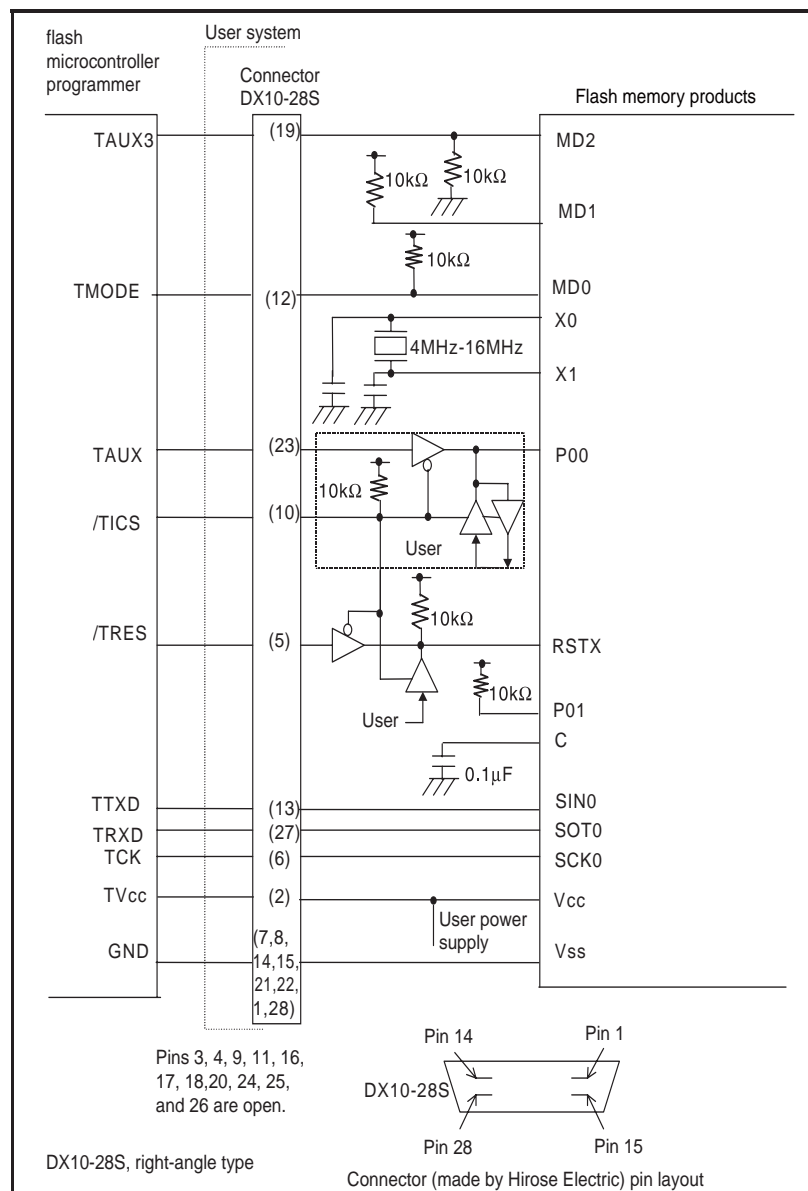 flash
microcontroller
programmer
User system
Connector
DX10-28S
Flash memory products
TAUX3
(19)
MD2
10kΩ
10kΩ
MD1
10kΩ
TMODE
(12)
MD0
X0
4MHz-16MHz
X1
TAUX
(23)
P00
10kΩ
/TICS
(10)
User
10kΩ
/TRES
(5)
RSTX
10kΩ
User
P01
C
0.1µF
TTXD
(13)
SIN0
TRXD
(27)
SOT0
TCK
(6)
SCK0
TVcc
(2)
Vcc
User power
supply
GND
(7,8,
14,15,
21,22,
1,28)
Vss
Pins 3, 4, 9, 11, 16,
17, 18,20, 24, 25,
and 26 are open.
Pin 14
Pin 1
DX10-28S
Pin 28
Pin 15
DX10-28S, right-angle type
Connector (made by Hirose Electric) pin layout